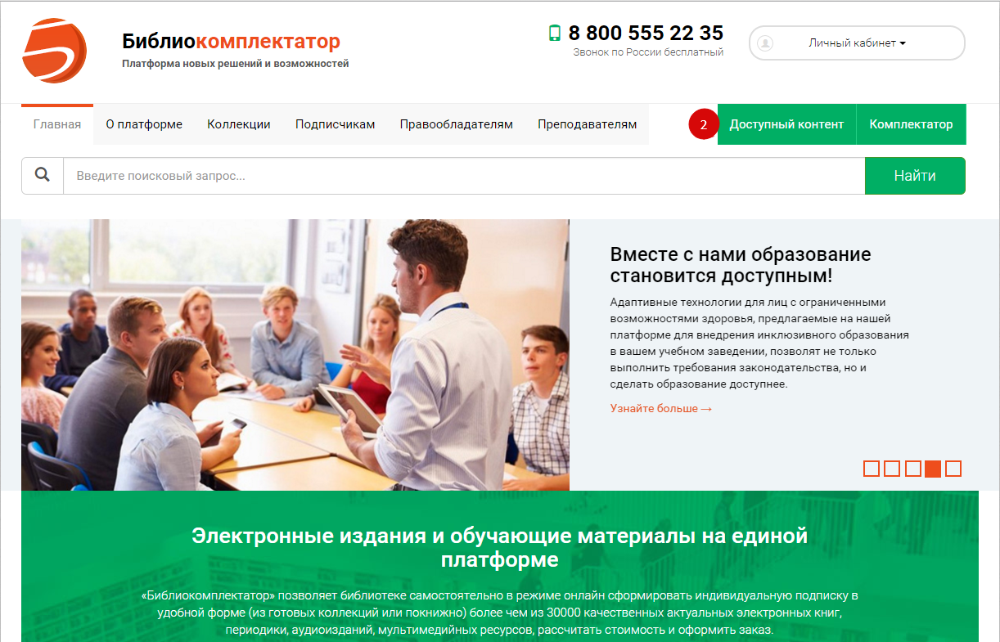 Библиокомплектатор
Платформа новых решений и возможностей
8 800 555 22 35
Звонок по России бесплатный
Личный кабинет
Главная
О платформе
Коллекции
Подписчикам
Правообладателям
Преподавателям
2
Доступный контент
Комплектатор
Введите поисковый запрос...
Найти
Вместе с нами образование
становится доступным!
Адаптивные технологии для лиц с ограниченными
возможностями здоровья, предлагаемые на нашей
платформе для внедрения инклюзивного образования
в вашем учебном заведении, позволят не только
выполнить требования законодательства, но и
сделать образование доступнее.
Узнайте больше →
Электронные издания и обучающие материалы на единой
платформе
«Библиокомплектатор» позволяет библиотеке самостоятельно в режиме онлайн сформировать индивидуальную подписку в
удобной форме (из готовых коллекций или покнижно) более чем из 30000 качественных актуальных электронных книг,
периодики, аудиоизданий, мультимедийных ресурсов, рассчитать стоимость и оформить заказ.